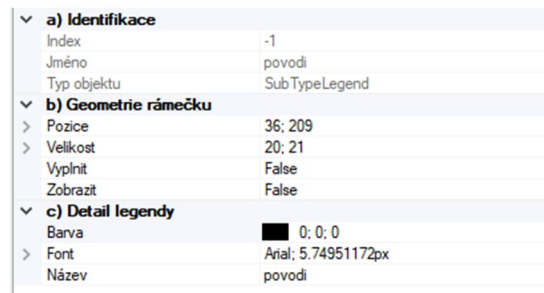 a) Identifikace
Index -1
Jméno povodi
Typ objektu SubTypeLegend
b) Geometrie rámečku
Pozice 36; 209
Velikost 20; 21
Vyplnit False
Zobrazit False
c) Detail legendy
Barva 0; 0; 0
Font Arial; 5.74951172px
Název povodi